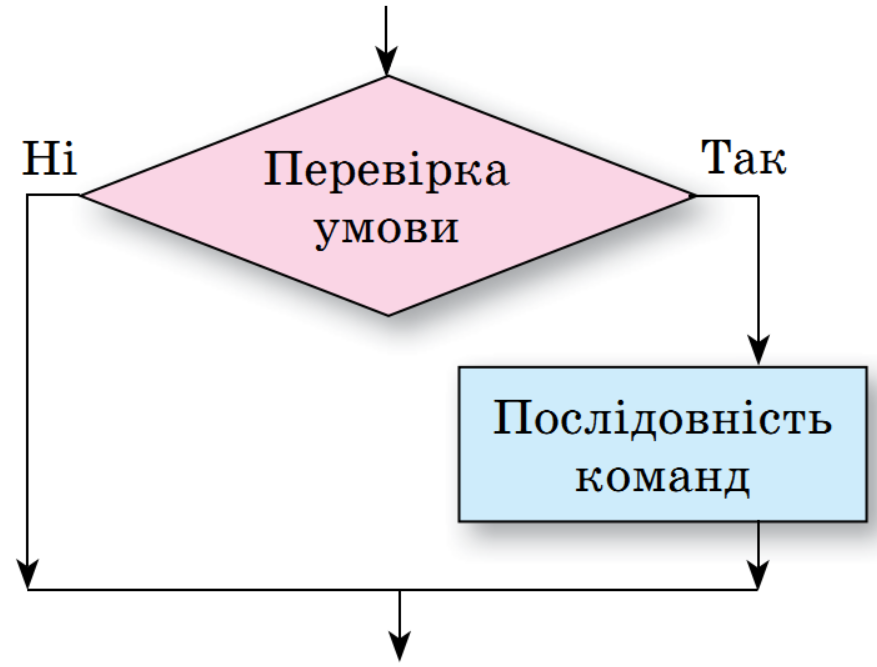 Ні
Так
Перевірка
умови
Послідовність
команд